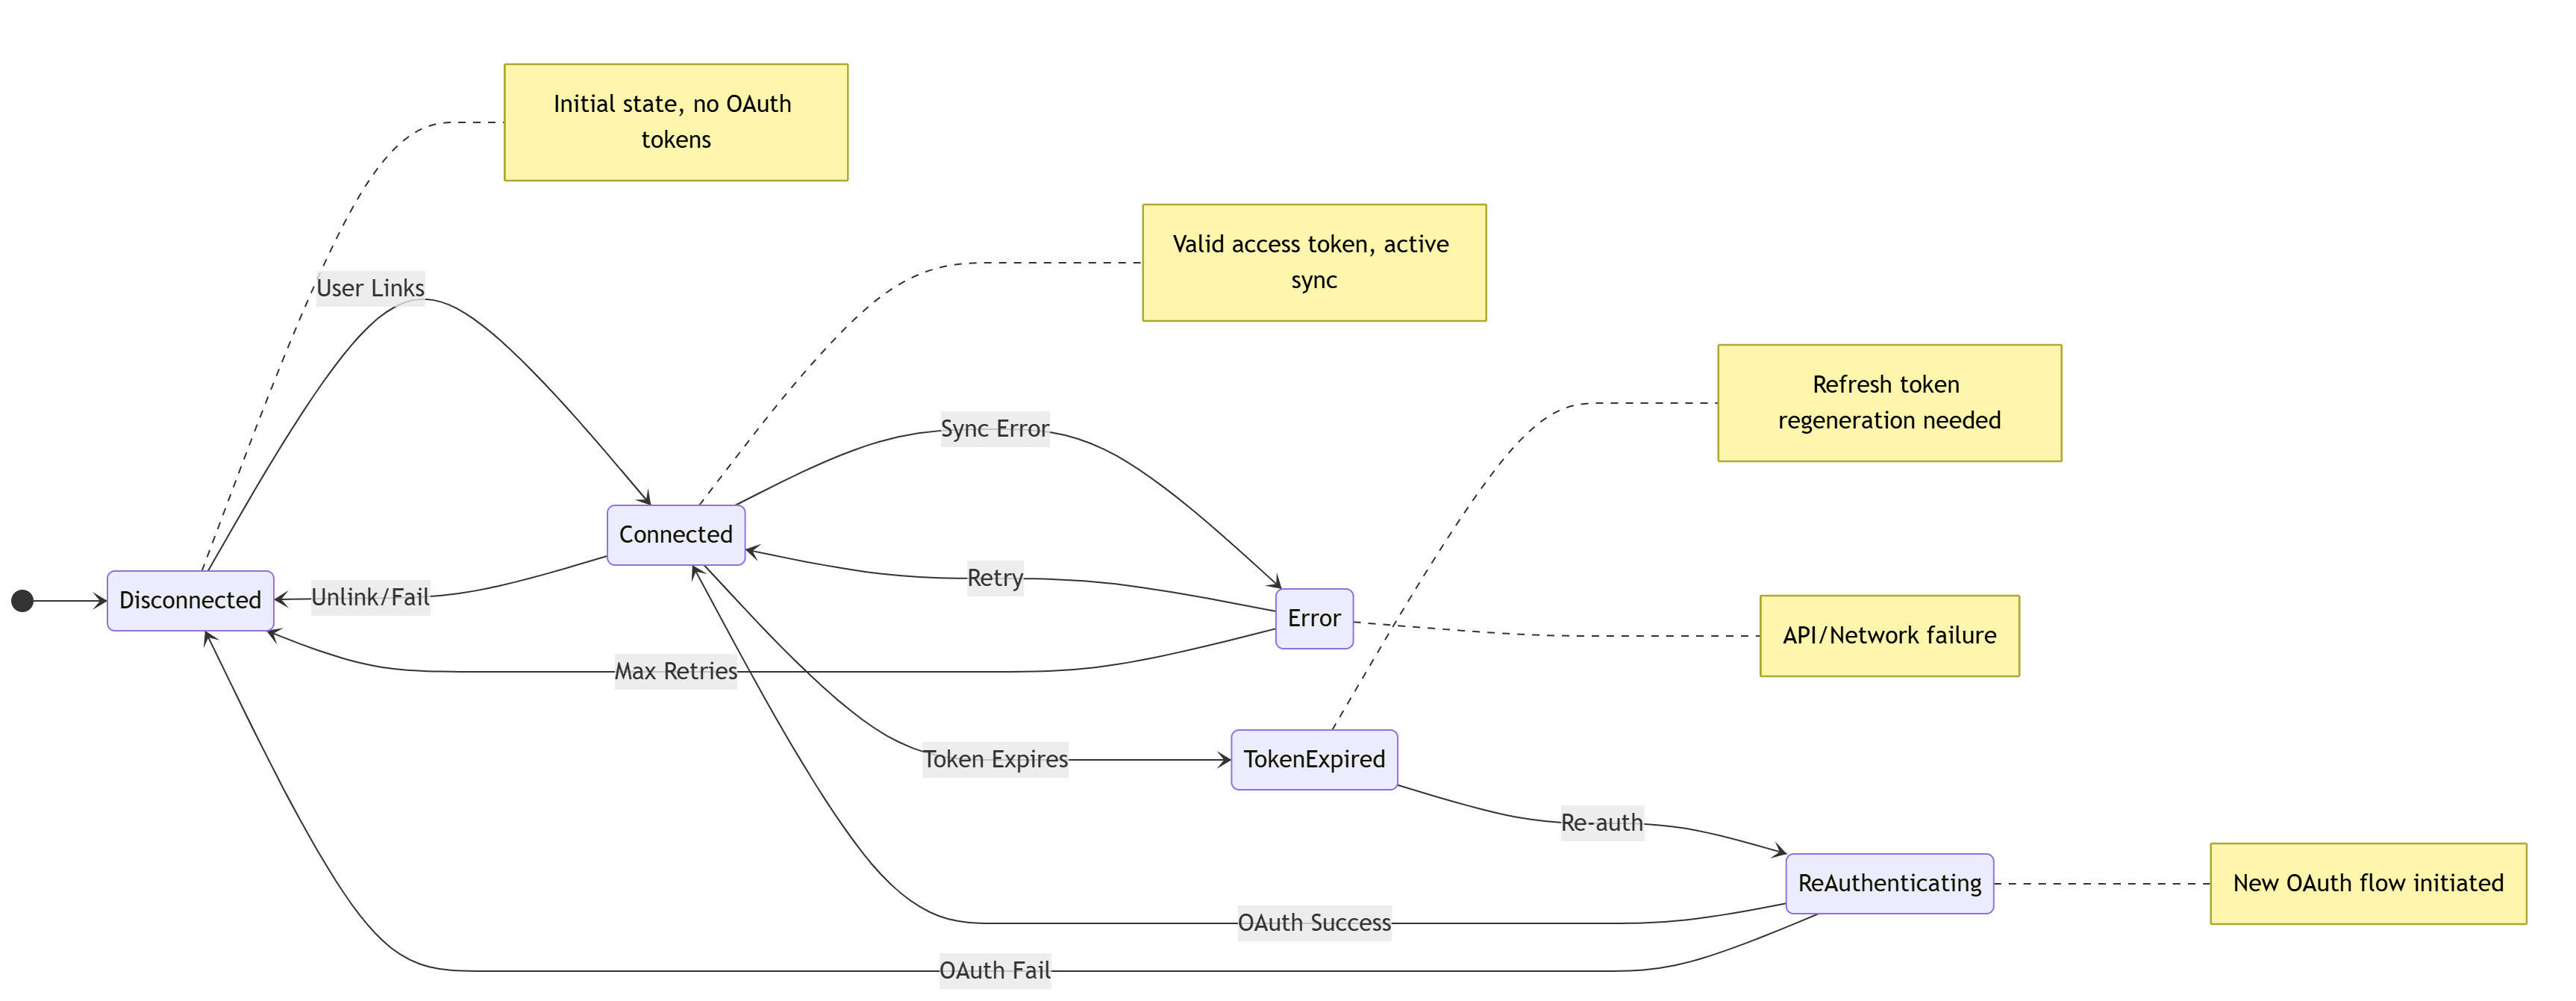 Initial state, no OAuth
tokens
Valid access token, active
sync
User Links
Refresh token
regeneration needed
Sync Error
Connected
Retry
Disconnected
Unlink/Fail
Error
API/Network failure
Max Retries
Token Expires
TokenExpired
Re-auth
ReAuthenticating
New OAuth flow initiated
OAuth Success
OAuth Fail